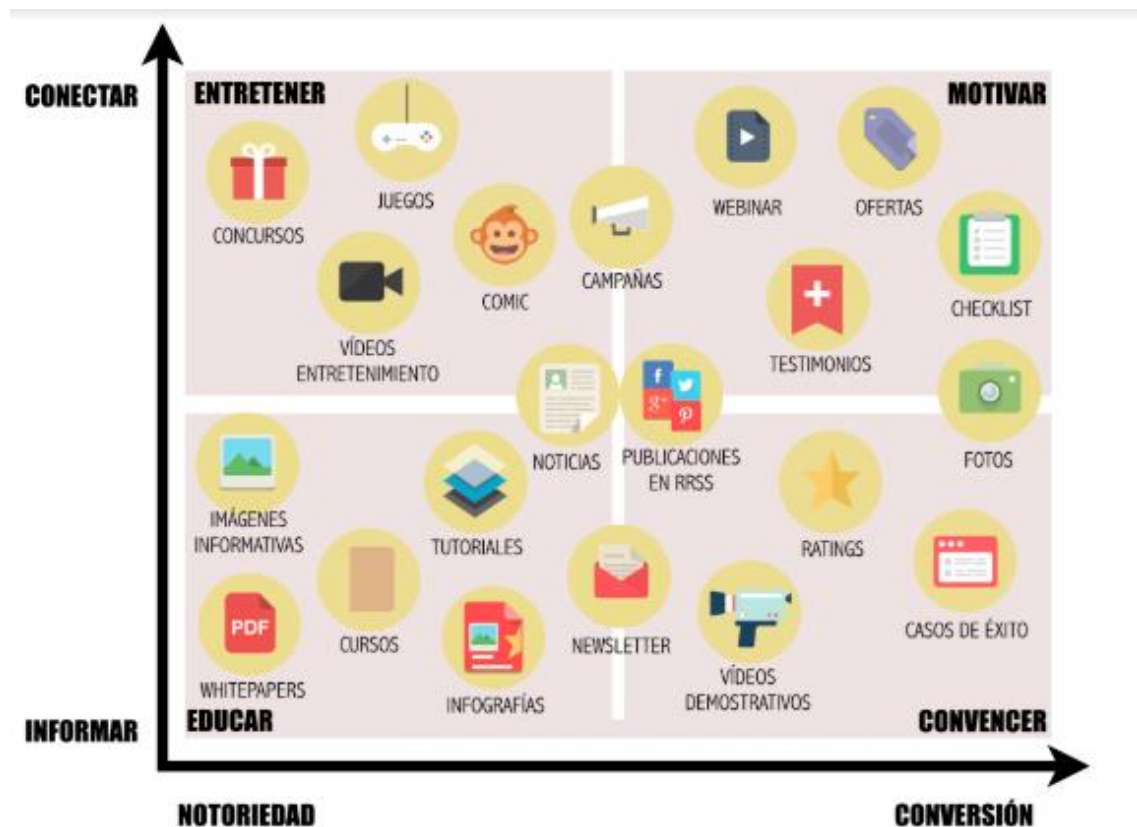 CONECTAR
ENTRETENER
MOTIVAR
JUEGOS
WEBINAR
OFERTAS
CONCURSOS
CAMPAÑAS
COMIC
CHECKLIST
VÍDEOS
ENTRETENIMIENTO
TESTIMONIOS
f
g+
NOTICIAS
PUBLICACIONES
EN RRSS
FOTOS
IMÁGENES
INFORMATIVAS
TUTORIALES
RATINGS
PDF
CURSOS
NEWSLETTER
CASOS DE ÉXITO
WHITEPAPERS
INFOGRAFÍAS
VÍDEOS
DEMOSTRATIVOS
INFORMAR
EDUCAR
CONVENCER
NOTORIEDAD
CONVERSIÓN